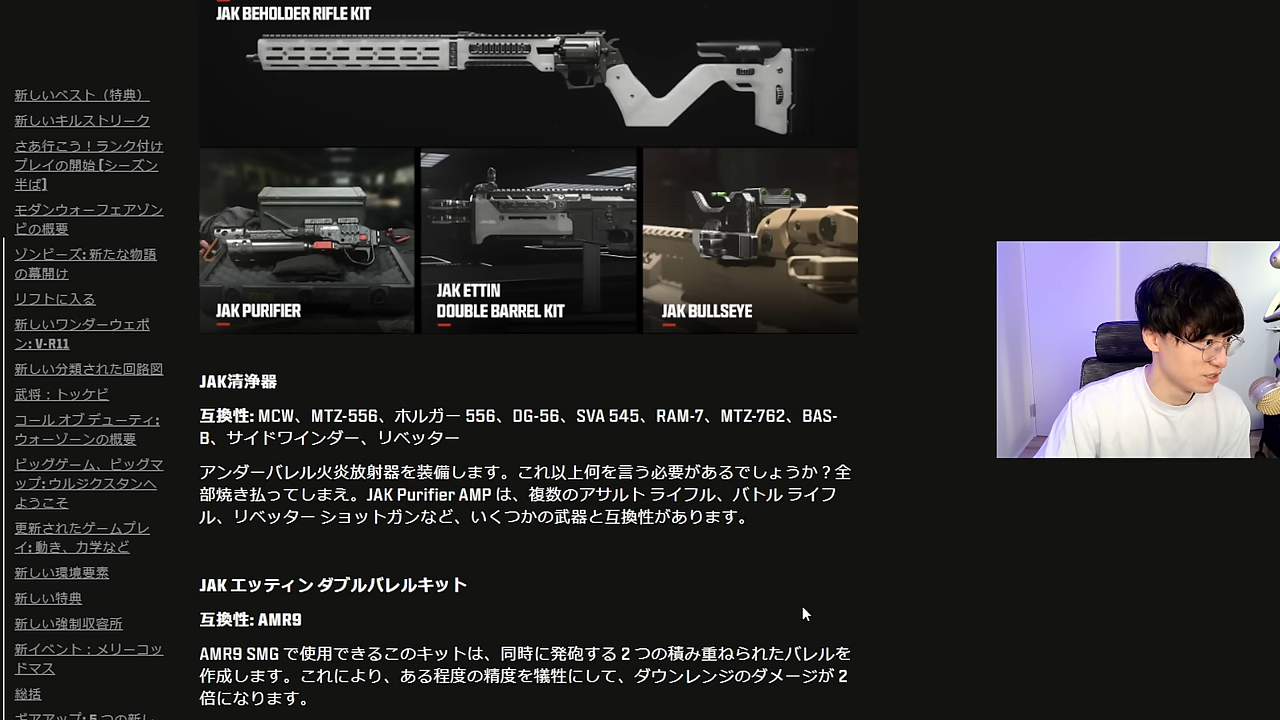 JAK BEHOLDER RIFLE KIT
JAK PURIFIER
JAK ETTIN
DOUBLE BARREL KIT
JAK BULLSEYE
新しいベスト（特典）
新しいキルストリーク
さあ行こう！ランク付け
プレイの開始 [シーズン
半ば]
モダンウォーフェアゾン
ビの概要
ゾンビーズ: 新たな物語
の幕開け
リフトに入る
新しいワンダーウェポ
ン: V-R11
新しい分類された回路図
武将：トッケビ
コール オブ デューティ:
ウォーゾーンの概要
ビッグゲーム、ビッグマ
ップ: ウルジクスタンへ
ようこそ
更新されたゲームプレ
イ: 動き、力学など
新しい環境要素
新しい特典
新しい強制収容所
新イベント：メリーコッ
ドマス
総括
ギアアップ: 5 つの新し
JAK清浄器
互換性: MCW、MTZ-556、ホルガー 556、DG-56、SVA 545、RAM-7、MTZ-762、BAS-
B、サイドワインダー、リベッター
アンダーバレル火炎放射器を装備します。これ以上何を言う必要があるでしょうか？全
部焼き払ってしまえ。JAK Purifier AMP は、複数のアサルト ライフル、バトル ライフ
ル、リベッター ショットガンなど、いくつかの武器と互換性があります。
JAK エッティン ダブルバレルキット
互換性: AMR9
AMR9 SMG で使用できるこのキットは、同時に発砲する 2 つの積み重ねられたバレルを
作成します。これにより、ある程度の精度を犠牲にして、ダウンレンジのダメージが 2
倍になります。